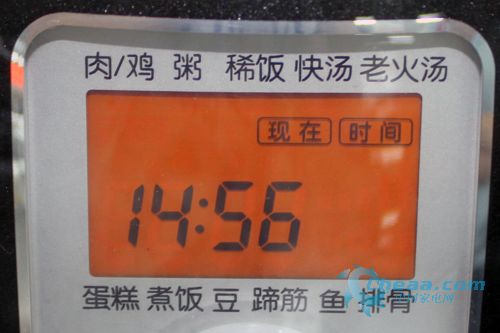 肉/鸡 粥 稀饭 快汤 老火汤
现在 时间
14:56
蛋糕 煮饭 豆 蹄筋 鱼 排骨